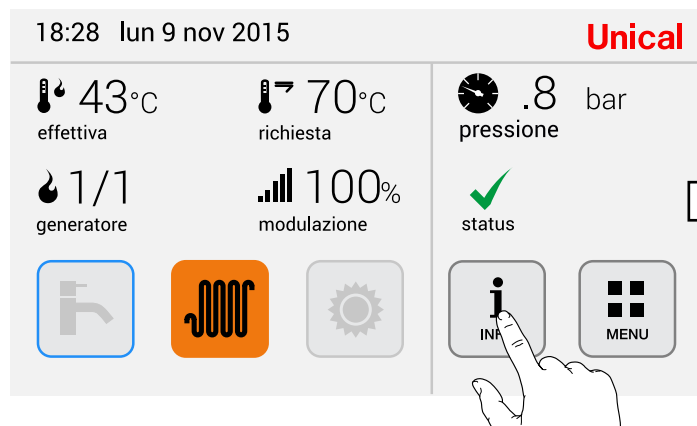 18:28 lun 9 nov 2015 Unical
43°C 70°C .8 bar
effettiva richiesta pressione
1/1 100%
generatore modulazione status
MENU